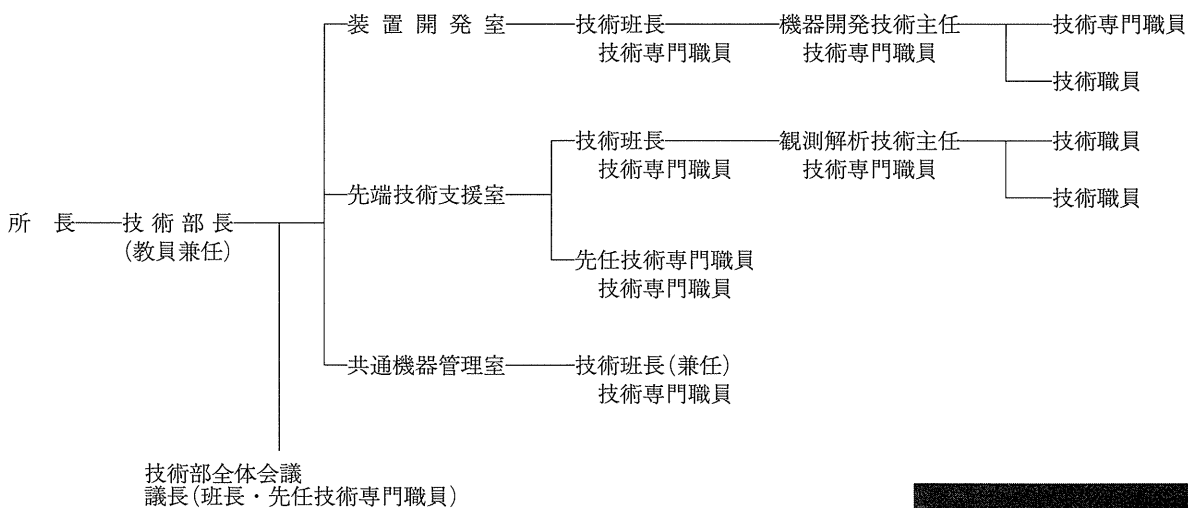 装置開発室 技術班長 機器開発技術主任 技術専門職員
技術専門職員 技術専門職員
技術職員
技術班長 観測解析技術主任 技術職員
技術専門職員 技術専門職員
先端技術支援室 技術職員
所長 技術部長
(教員兼任)
先任技術専門職員
技術専門職員
共通機器管理室 技術班長(兼任)
技術専門職員
技術部全体会議
議長(班長・先任技術専門職員)